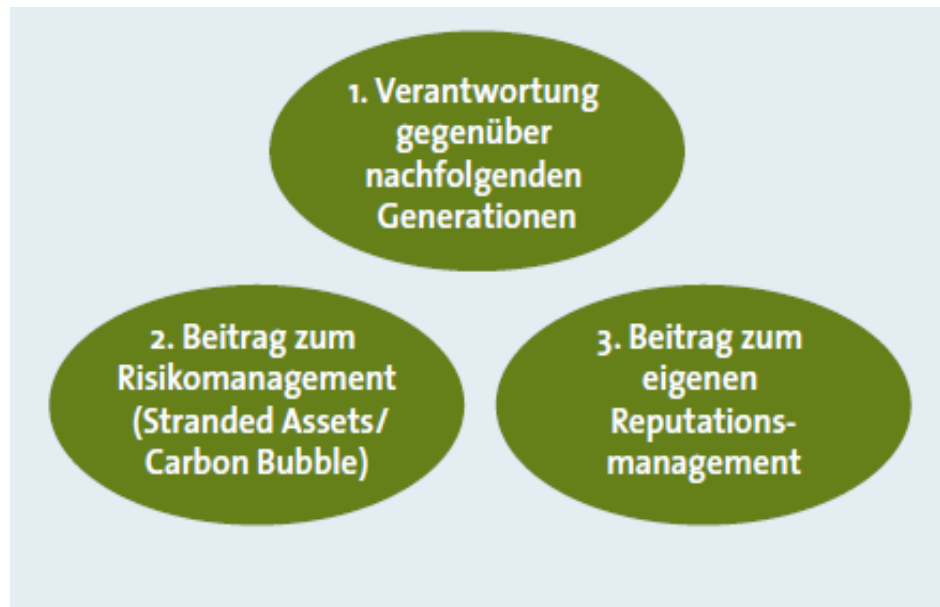 1. Verantwortung
gegenüber
nachfolgenden
Generationen
2. Beitrag zum
Risikomanagement
(Stranded Assets/
Carbon Bubble)
3. Beitrag zum
eigenen
Reputations-
management